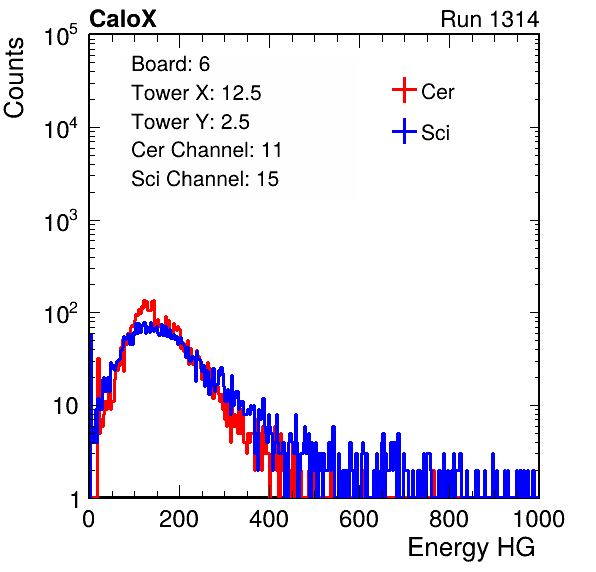 CaloX Run 1314
Counts
Board: 6
Tower X: 12.5
Tower Y: 2.5
Cer Channel: 11
Sci Channel: 15
Cer
Sci
10^5
10^4
10^3
10^2
10
1
0 200 400 600 800 1000
Energy HG